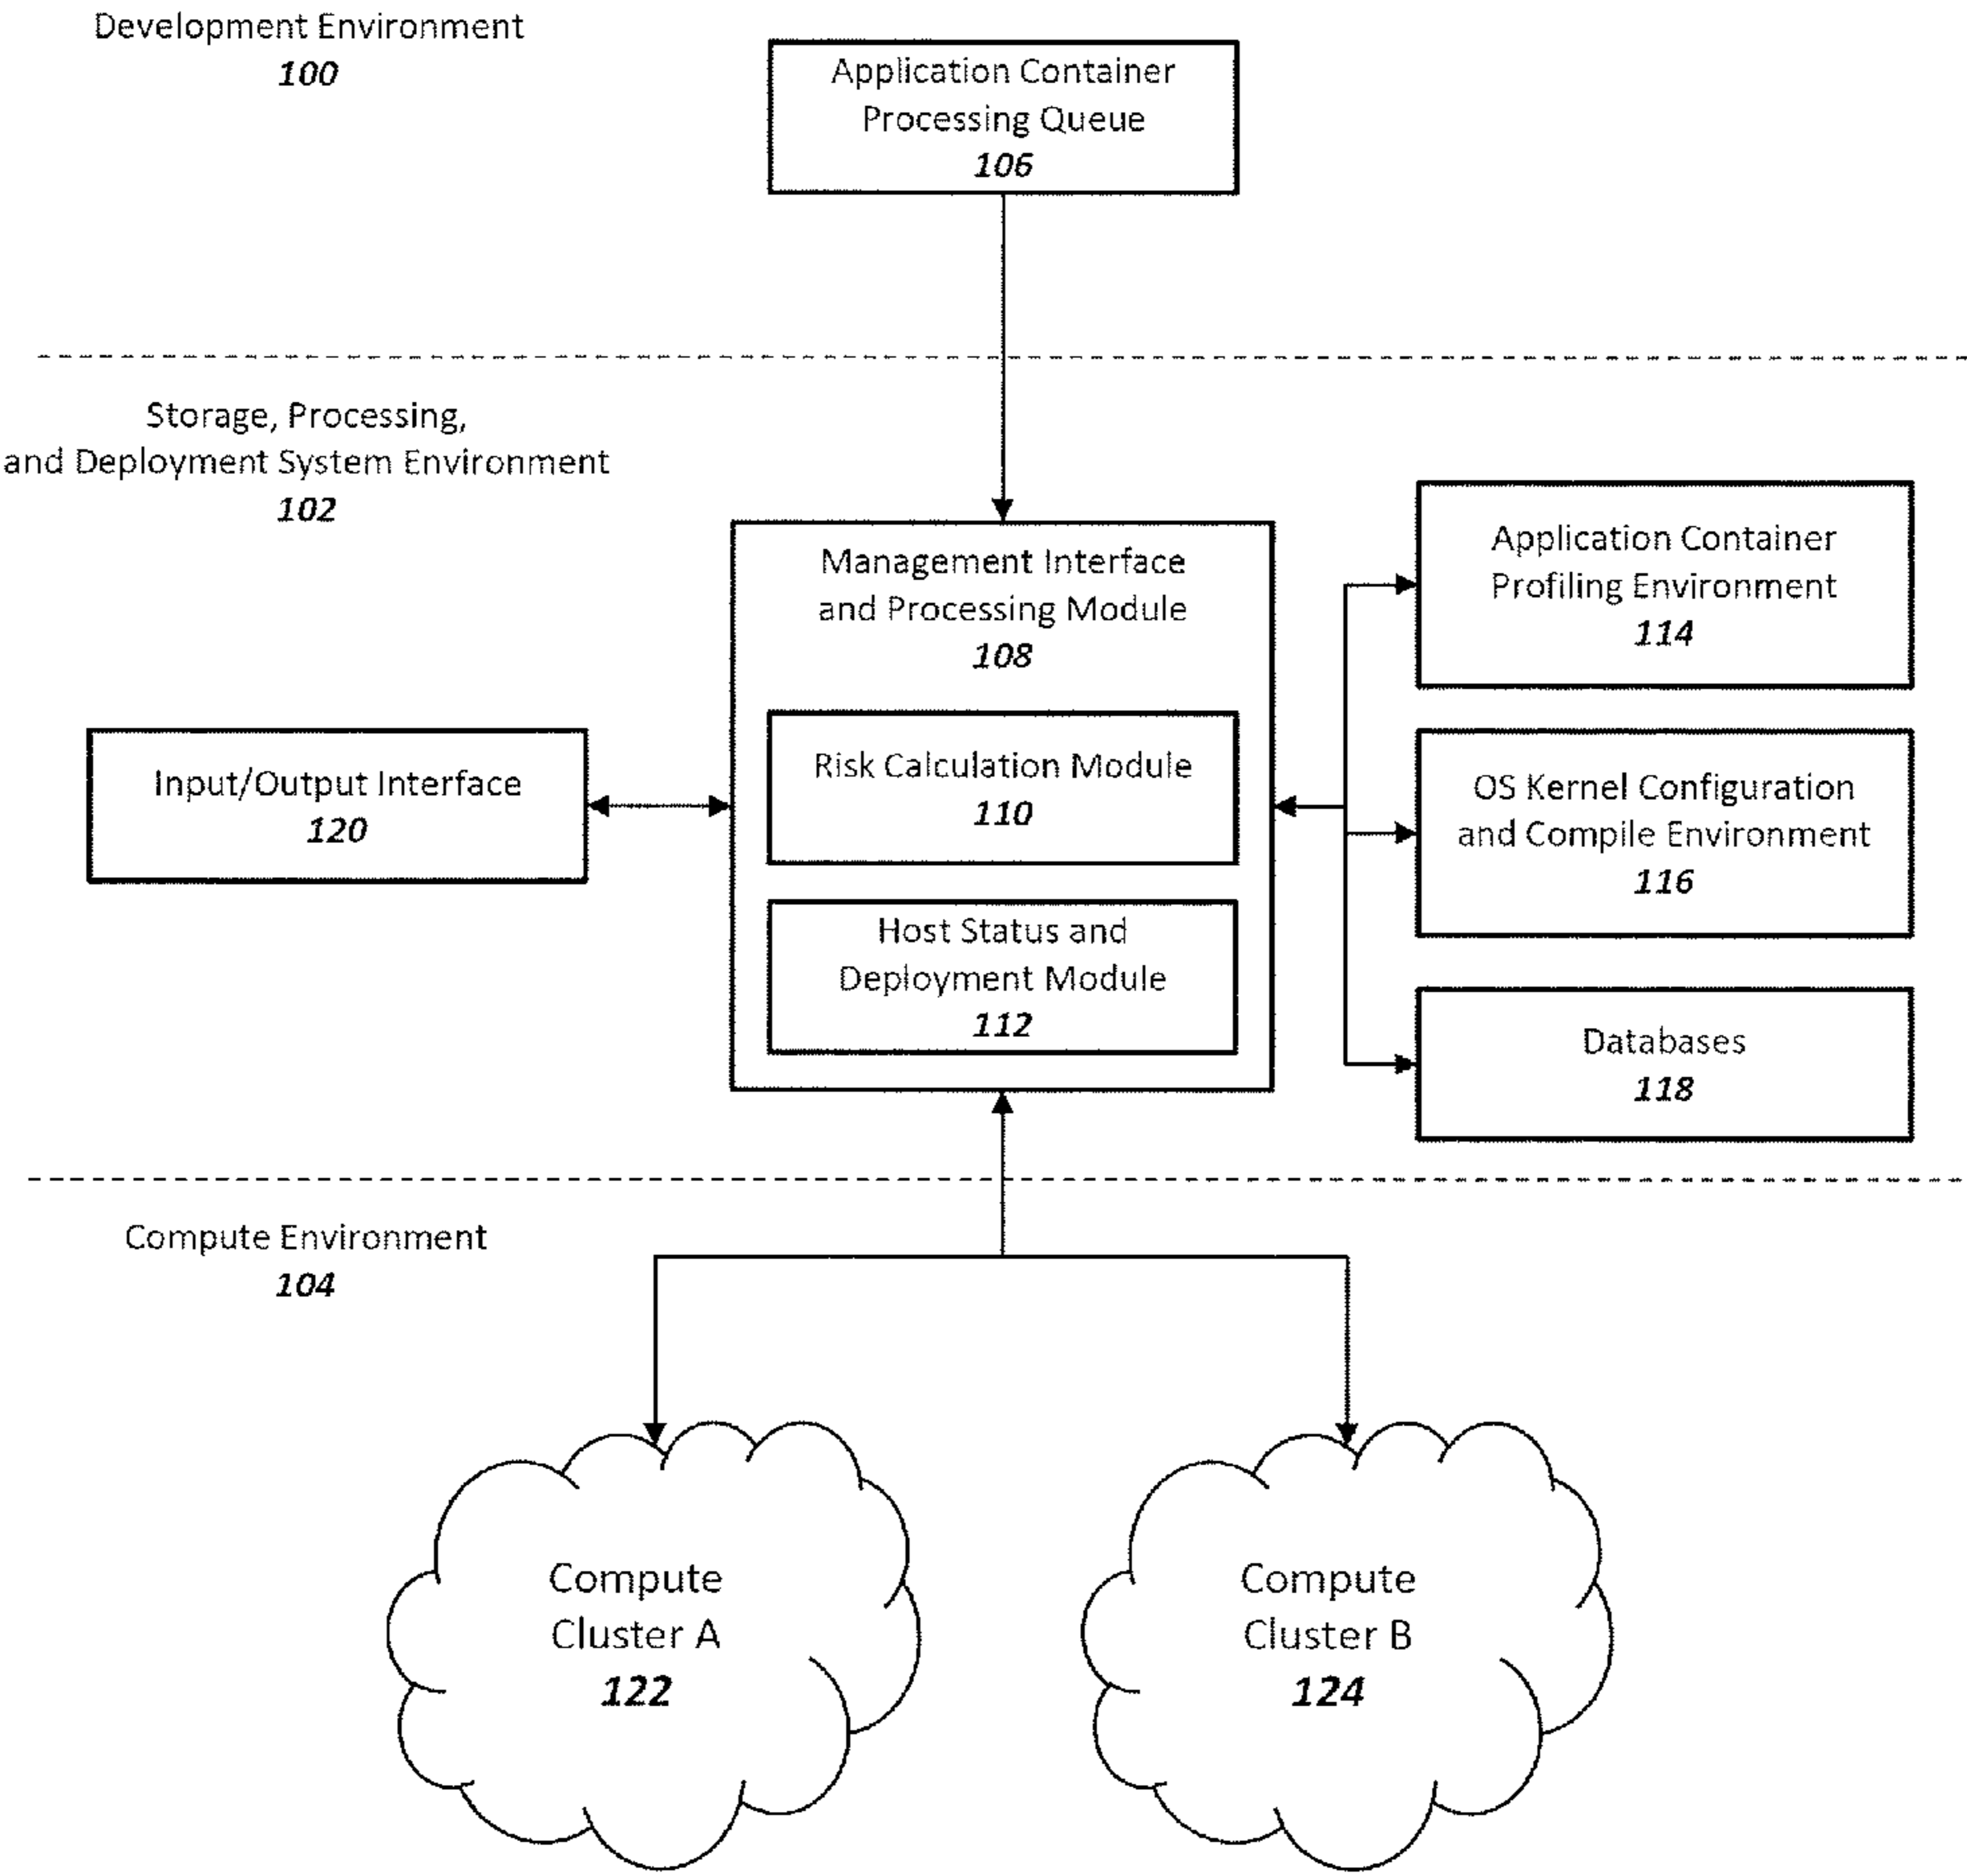 Development Environment
100
Application Container
Processing Queue
106
Storage, Processing,
and Deployment System Environment
102
Management Interface
and Processing Module
108
Risk Calculation Module
110
Host Status and
Deployment Module
112
Input/Output Interface
120
Application Container
Profiling Environment
114
OS Kernel Configuration
and Compile Environment
116
Databases
118
Compute Environment
104
Compute
Cluster A
122
Compute
Cluster B
124